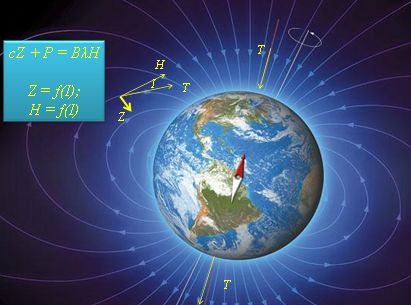 cZ + P = BλH
Z = f(I);
H = f(I)
H
I
T
Z
T
T